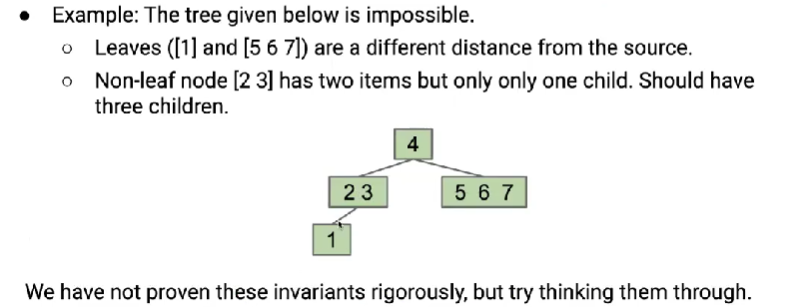 ● Example: The tree given below is impossible.
○ Leaves ([1] and [5 6 7]) are a different distance from the source.
○ Non-leaf node [2 3] has two items but only only one child. Should have
three children.
4
2 3
5 6 7
1
We have not proven these invariants rigorously, but try thinking them through.